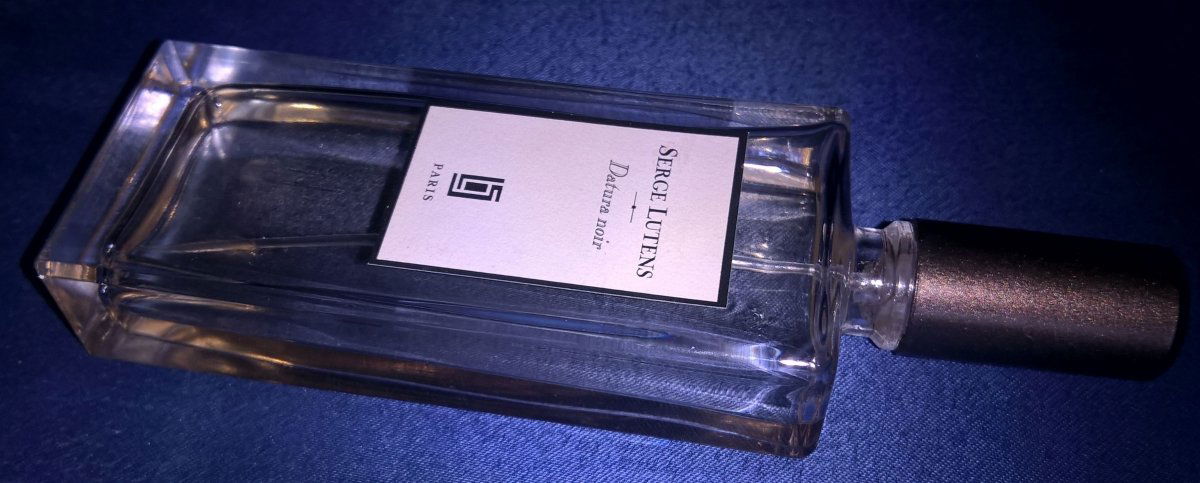 SERGE LUTENS
Datura noir
PARIS